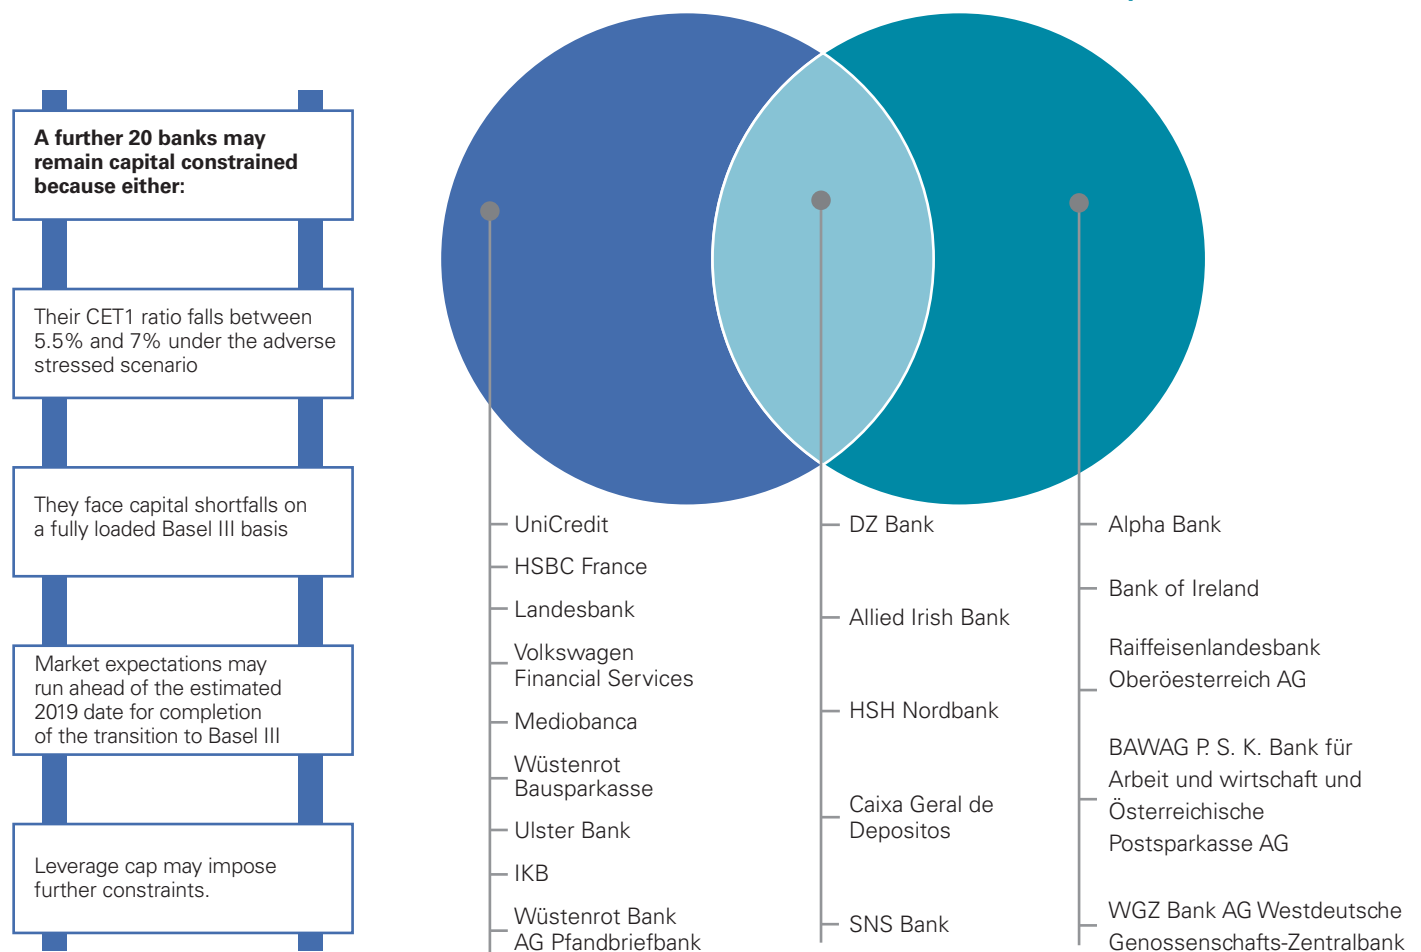 A further 20 banks may
remain capital constrained
because either:
Their CET1 ratio falls between
5.5% and 7% under the adverse
stressed scenario
They face capital shortfalls on
a fully loaded Basel III basis
Market expectations may
run ahead of the estimated
2019 date for completion
of the transition to Basel III
Leverage cap may impose
further constraints.
UniCredit
HSBC France
Landesbank
Volkswagen
Financial Services
Mediobanca
Wüstenrot
Bausparkasse
Ulster Bank
IKB
Wüstenrot Bank
AG Pfandbriefbank
DZ Bank
Allied Irish Bank
HSH Nordbank
Caixa Geral de
Depositos
SNS Bank
Alpha Bank
Bank of Ireland
Raiffeisenlandesbank
Oberöesterreich AG
BAWAG P. S. K. Bank für
Arbeit und wirtschaft und
Österreichische
Postsparkasse AG
WGZ Bank AG Westdeutsche
Genossenschafts-Zentralbank